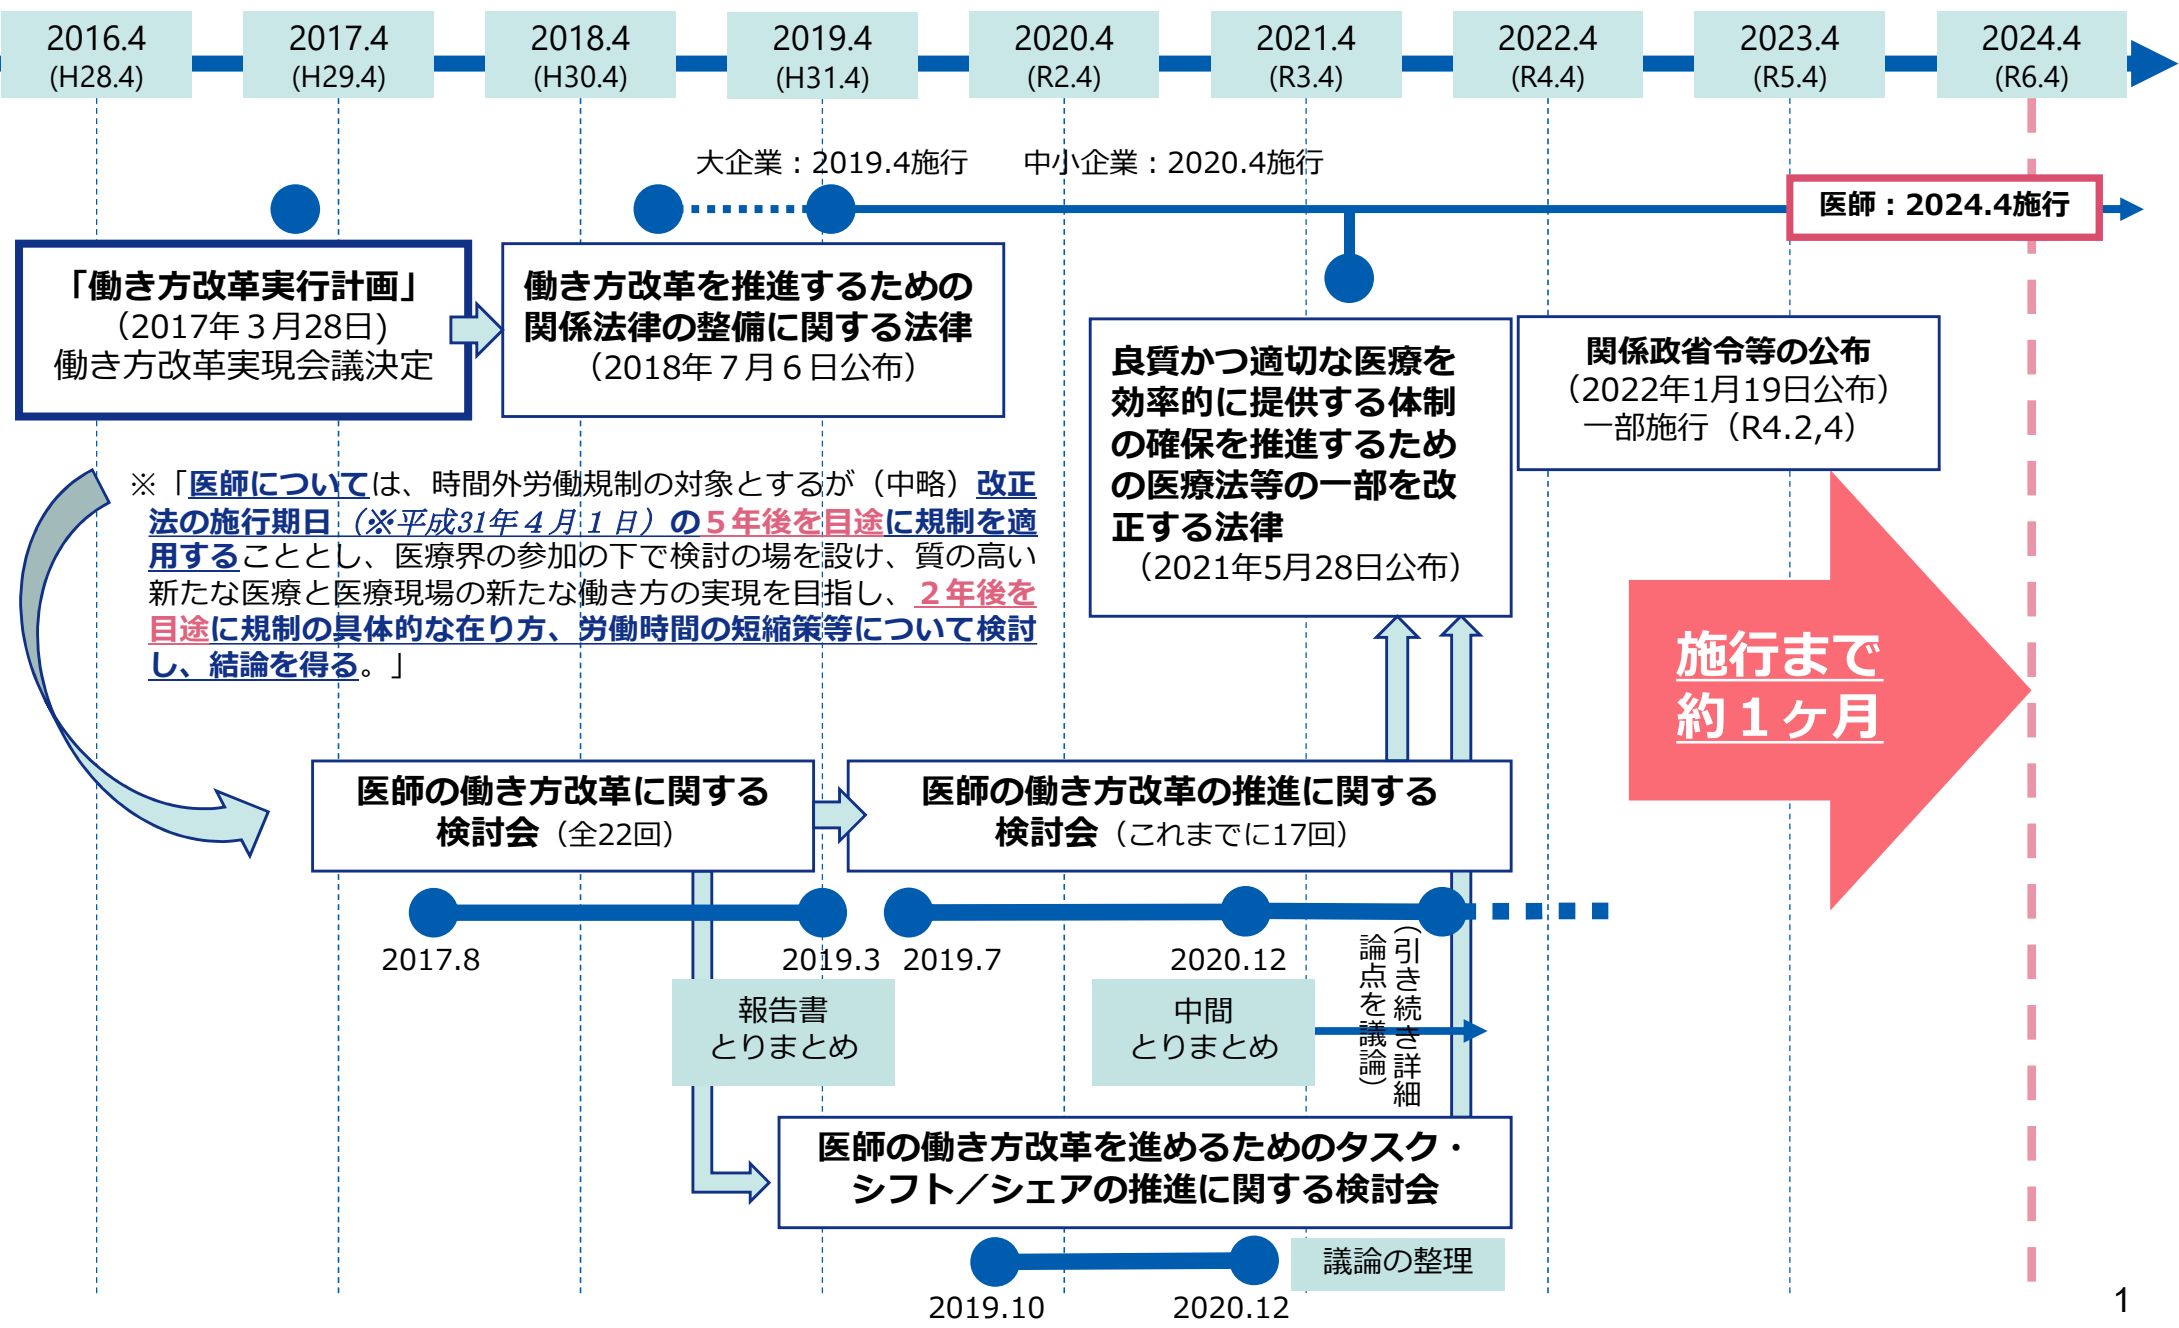 2016.4
(H28.4)
2017.4
(H29.4)
2018.4
(H30.4)
2019.4
(H31.4)
2020.4
(R2.4)
2021.4
(R3.4)
2022.4
(R4.4)
2023.4
(R5.4)
2024.4
(R6.4)
大企業：2019.4施行
中小企業：2020.4施行
医師：2024.4施行
「働き方改革実行計画」
（2017年３月28日)
働き方改革実現会議決定
働き方改革を推進するための
関係法律の整備に関する法律
（2018年７月６日公布）
良質かつ適切な医療を
効率的に提供する体制
の確保を推進するため
の医療法等の一部を改
正する法律
（2021年5月28日公布）
関係政省令等の公布
（2022年1月19日公布）
一部施行（R4.2,4）
※「医師については、時間外労働規制の対象とするが（中略）改正
法の施行期日（※平成31年４月１日）の５年後を目途に規制を適
用することとし、医療界の参加の下で検討の場を設け、質の高い
新たな医療と医療現場の新たな働き方の実現を目指し、２年後を
目途に規制の具体的な在り方、労働時間の短縮策等について検討
し、結論を得る。」
施行まで
約１ヶ月
医師の働き方改革に関する
検討会（全22回）
医師の働き方改革の推進に関する
検討会（これまでに17回）
2017.8
2019.3
2019.7
2020.12
（引き続き詳細
論点を議論）
報告書
とりまとめ
中間
とりまとめ
医師の働き方改革を進めるためのタスク・
シフト／シェアの推進に関する検討会
議論の整理
2019.10
2020.12
1